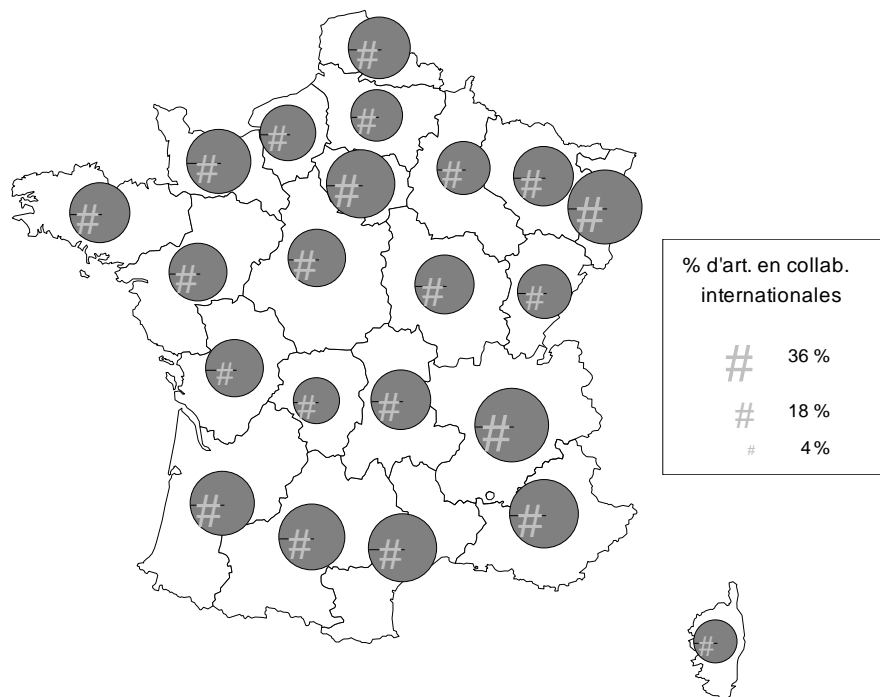 % d'art. en collab.
internationales
# 36 %
# 18 %
# 4%